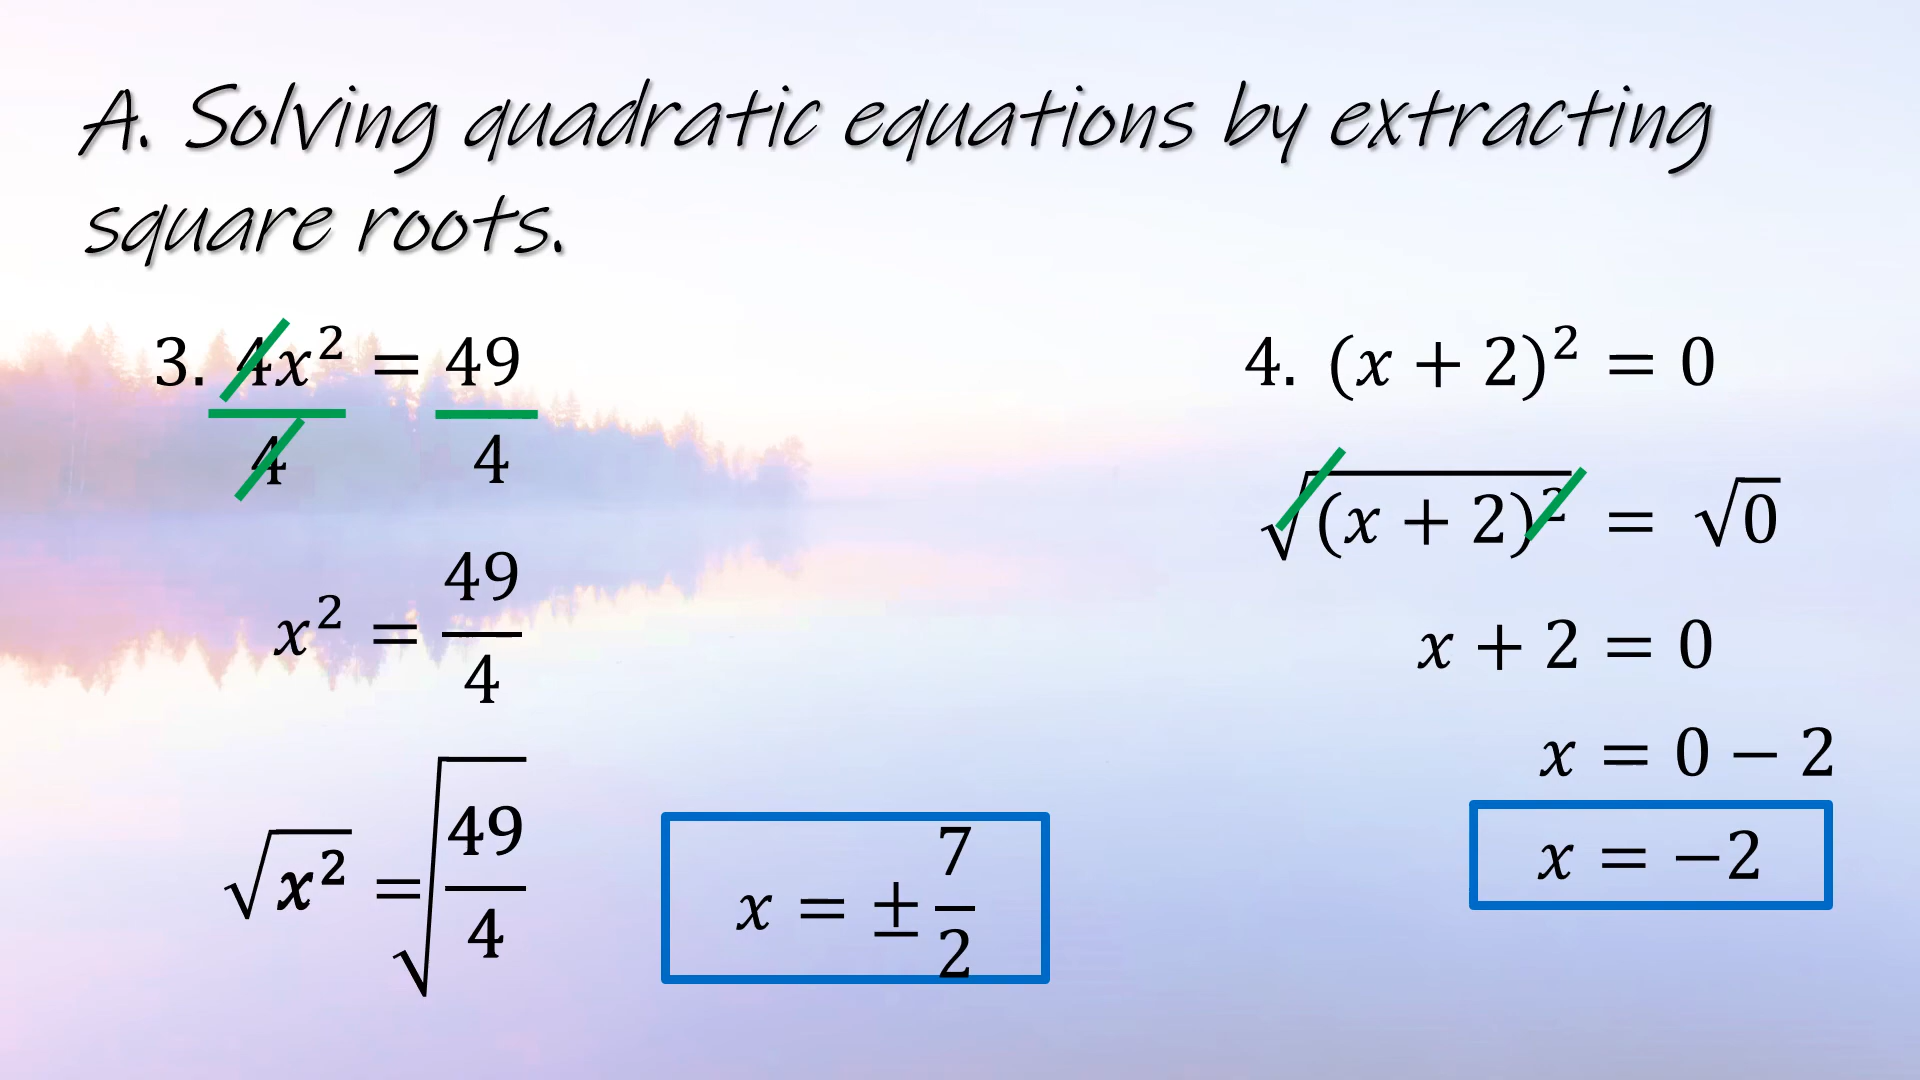 A. Solving quadratic equations by extracting
square roots.
3. 4x² = 49
4 4
x² = 49/4
√x² = √49/4
x = ± 7/2
4. (x + 2)² = 0
√(x + 2)² = √0
x + 2 = 0
x = 0 − 2
x = −2